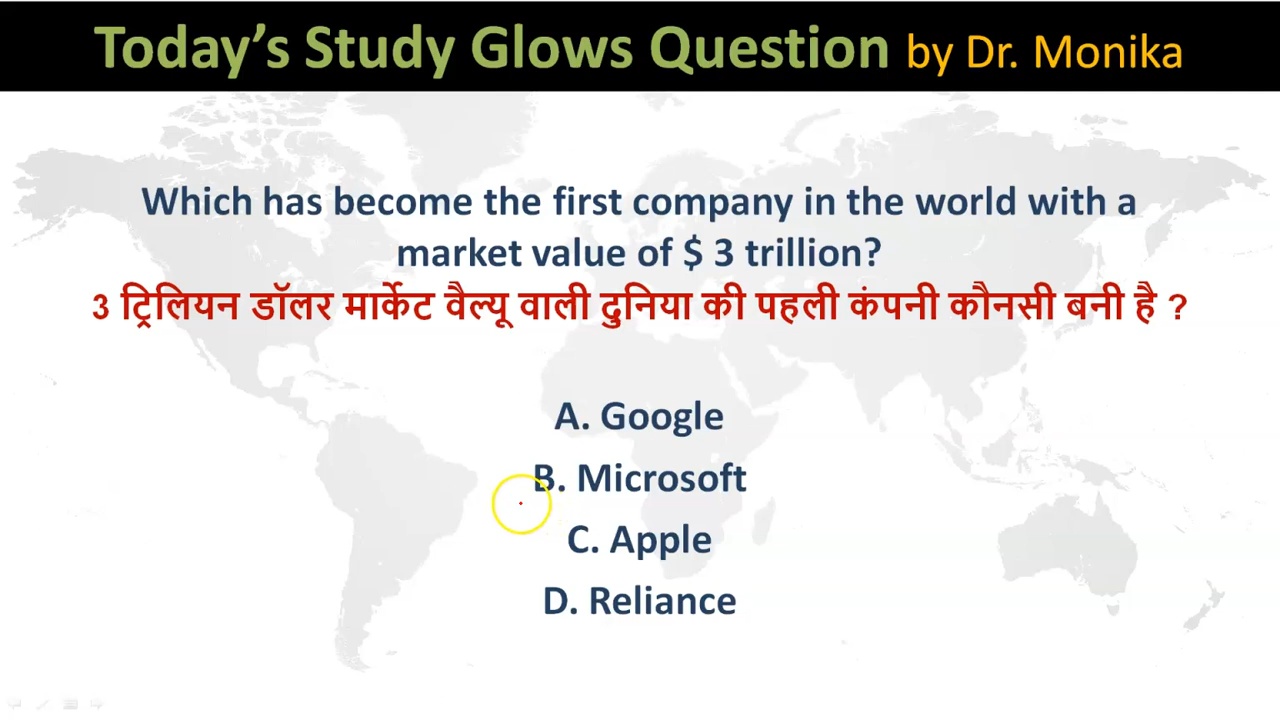 Today's Study Glows Question by Dr. Monika
Which has become the first company in the world with a
market value of $ 3 trillion?
3 ट्रिलियन डॉलर मार्केट वैल्यू वाली दुनिया की पहली कंपनी कौनसी बनी है ?
A. Google
B. Microsoft
C. Apple
D. Reliance